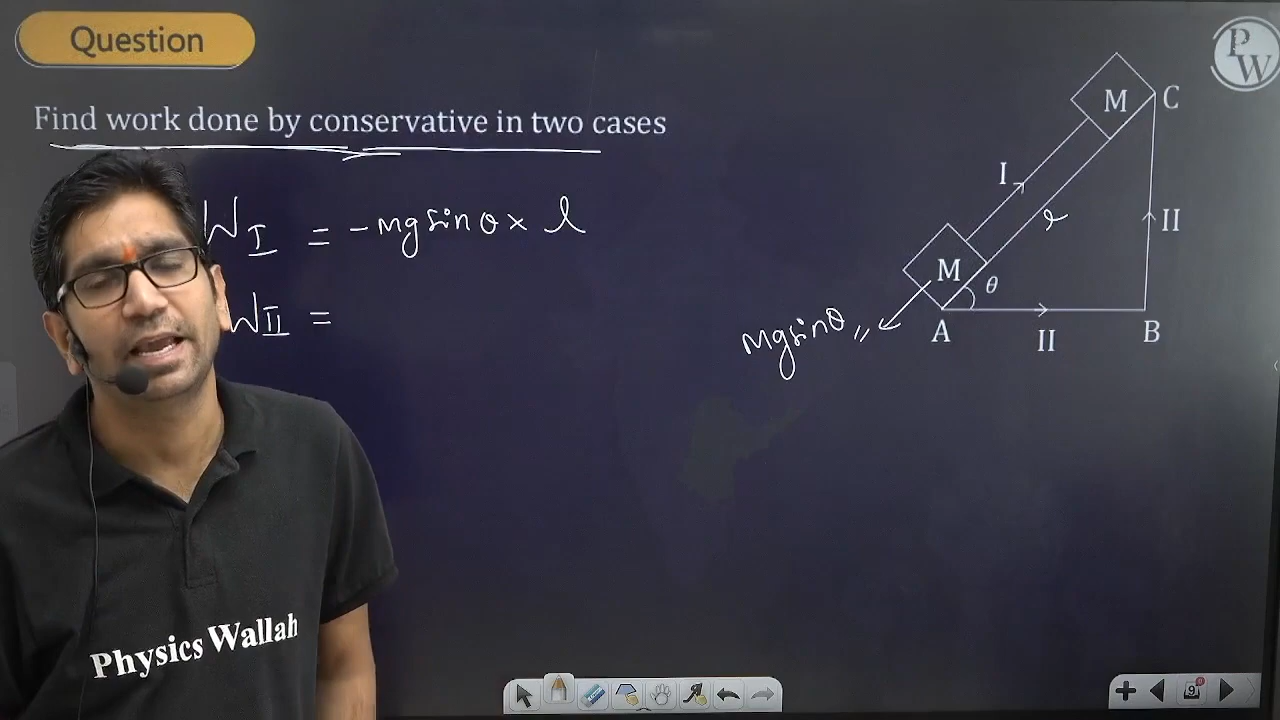 Question
PW
Find work done by conservative in two cases
W_I = -mg sinθ × l
W_II =
M
C
I
l
II
M
θ
mg sinθ
A
II
B
Physics Wallah
9